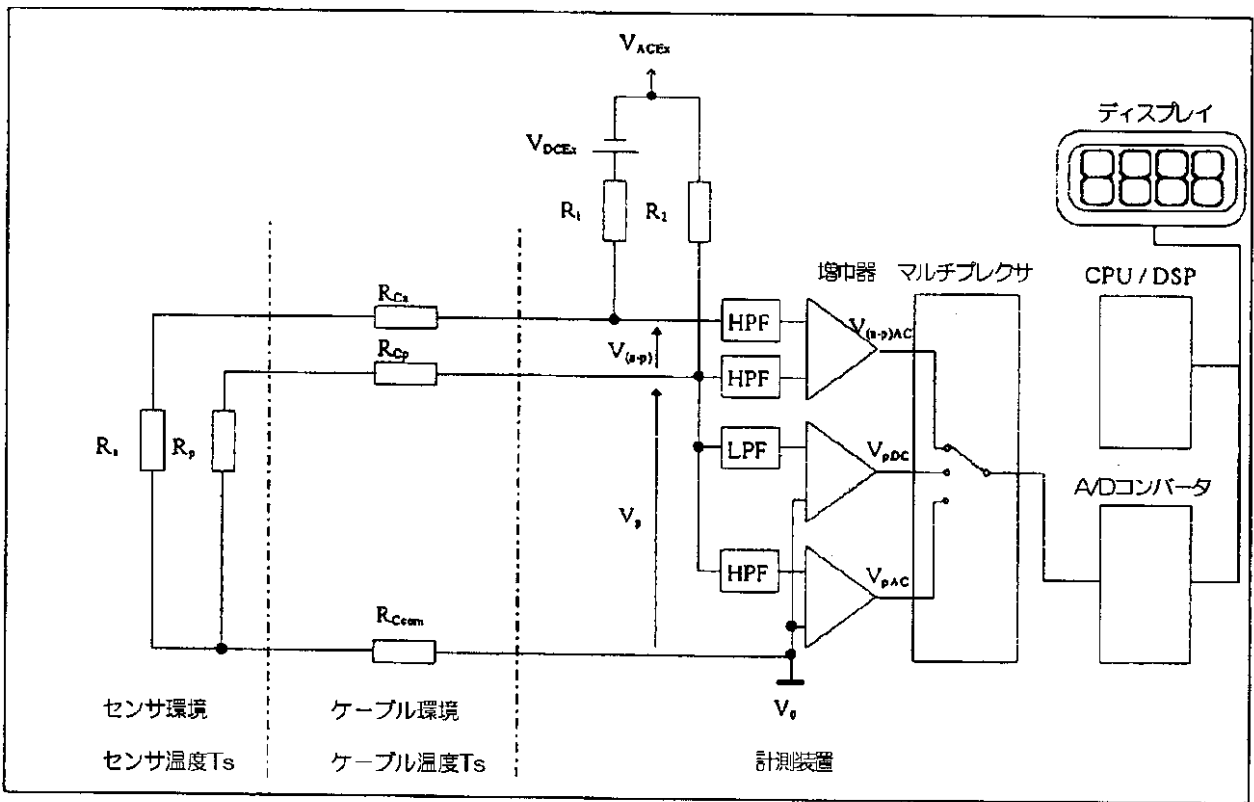 V_ACEx
ディスプレイ
V_DCEx
R_1
R_2
増巾器
マルチプレクサ
CPU / DSP
R_Cs
HPF
V_(s-p)AC
V_(s-p)
R_Cp
HPF
R_s
R_p
LPF
V_pDC
A/Dコンバータ
V_p
HPF
V_pAC
R_Ccom
V_0
センサ環境
ケーブル環境
センサ温度Ts
ケーブル温度Ts
計測装置